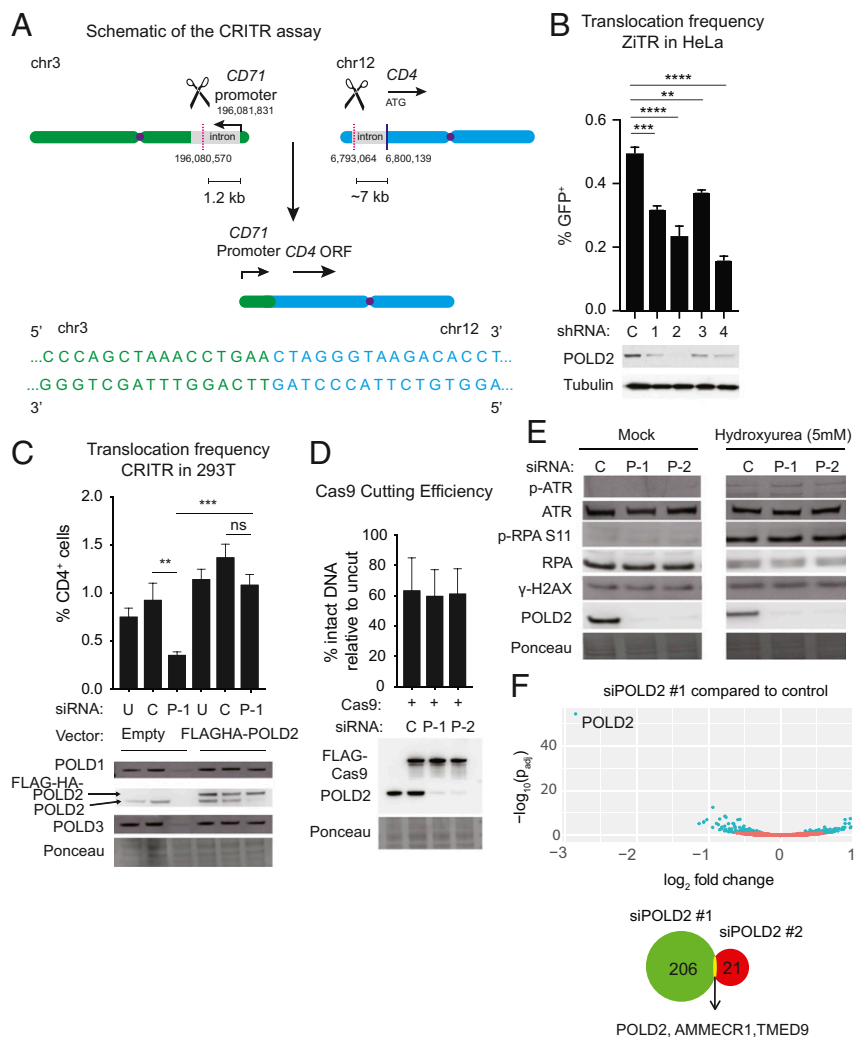 A
Schematic of the CRITR assay
chr3
CD71
promoter
196,081,831
intron
196,080,570
1.2 kb
chr12
CD4
ATG
intron
6,793,064
6,800,139
~7 kb
CD71
Promoter
CD4 ORF
5’
chr3
chr12
3’
...CCCAGCTAAACCTGAACTAGGGTAAGACACCT...
...GGGTCGATTTGGACTTGATCCCATTCTGTGGA...
3’
5’
B
Translocation frequency
ZiTR in HeLa
****
**
****
***
% GFP+
0.6
0.4
0.2
0.0
shRNA: C 1 2 3 4
POLD2
Tubulin
C
Translocation frequency
CRITR in 293T
***
ns
**
% CD4+ cells
2.0
1.5
1.0
0.5
0.0
siRNA: U C P-1 U C P-1
Vector: Empty FLAGHA-POLD2
POLD1
FLAG-HA-
POLD2
POLD2
POLD3
Ponceau
D
Cas9 Cutting Efficiency
% intact DNA
relative to uncut
100
80
60
40
20
0
Cas9: + + +
siRNA: C P-1 P-2
FLAG-
Cas9
POLD2
Ponceau
E
Mock
Hydroxyurea (5mM)
siRNA: C P-1 P-2 C P-1 P-2
p-ATR
ATR
p-RPA S11
RPA
γ-H2AX
POLD2
Ponceau
F
siPOLD2 #1 compared to control
POLD2
−log10(padj)
40
20
0
−3 −2 −1 0 1
log2 fold change
siPOLD2 #1
siPOLD2 #2
206
21
POLD2, AMMECR1,TMED9